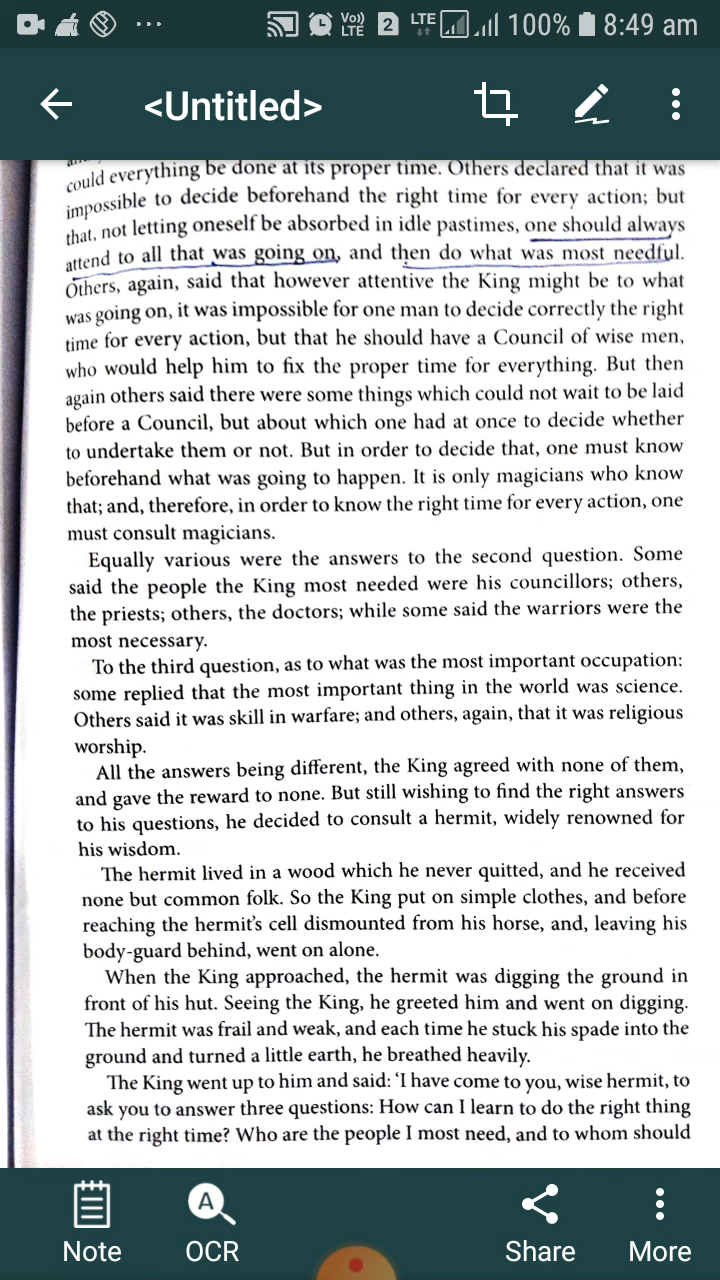 Vo)) LTE 2 LTE 100% 8:49 am
<Untitled>
could everything be done at its proper time. Others declared that it was
impossible to decide beforehand the right time for every action; but
that, not letting oneself be absorbed in idle pastimes, one should always
attend to all that was going on, and then do what was most needful.
Others, again, said that however attentive the King might be to what
was going on, it was impossible for one man to decide correctly the right
time for every action, but that he should have a Council of wise men,
who would help him to fix the proper time for everything. But then
again others said there were some things which could not wait to be laid
before a Council, but about which one had at once to decide whether
to undertake them or not. But in order to decide that, one must know
beforehand what was going to happen. It is only magicians who know
that; and, therefore, in order to know the right time for every action, one
must consult magicians.
Equally various were the answers to the second question. Some
said the people the King most needed were his councillors; others,
the priests; others, the doctors; while some said the warriors were the
most necessary.
To the third question, as to what was the most important occupation:
some replied that the most important thing in the world was science.
Others said it was skill in warfare; and others, again, that it was religious
worship.
All the answers being different, the King agreed with none of them,
and gave the reward to none. But still wishing to find the right answers
to his questions, he decided to consult a hermit, widely renowned for
his wisdom.
The hermit lived in a wood which he never quitted, and he received
none but common folk. So the King put on simple clothes, and before
reaching the hermit's cell dismounted from his horse, and, leaving his
body-guard behind, went on alone.
When the King approached, the hermit was digging the ground in
front of his hut. Seeing the King, he greeted him and went on digging.
The hermit was frail and weak, and each time he stuck his spade into the
ground and turned a little earth, he breathed heavily.
The King went up to him and said: 'I have come to you, wise hermit, to
ask you to answer three questions: How can I learn to do the right thing
at the right time? Who are the people I most need, and to whom should
Note OCR Share More